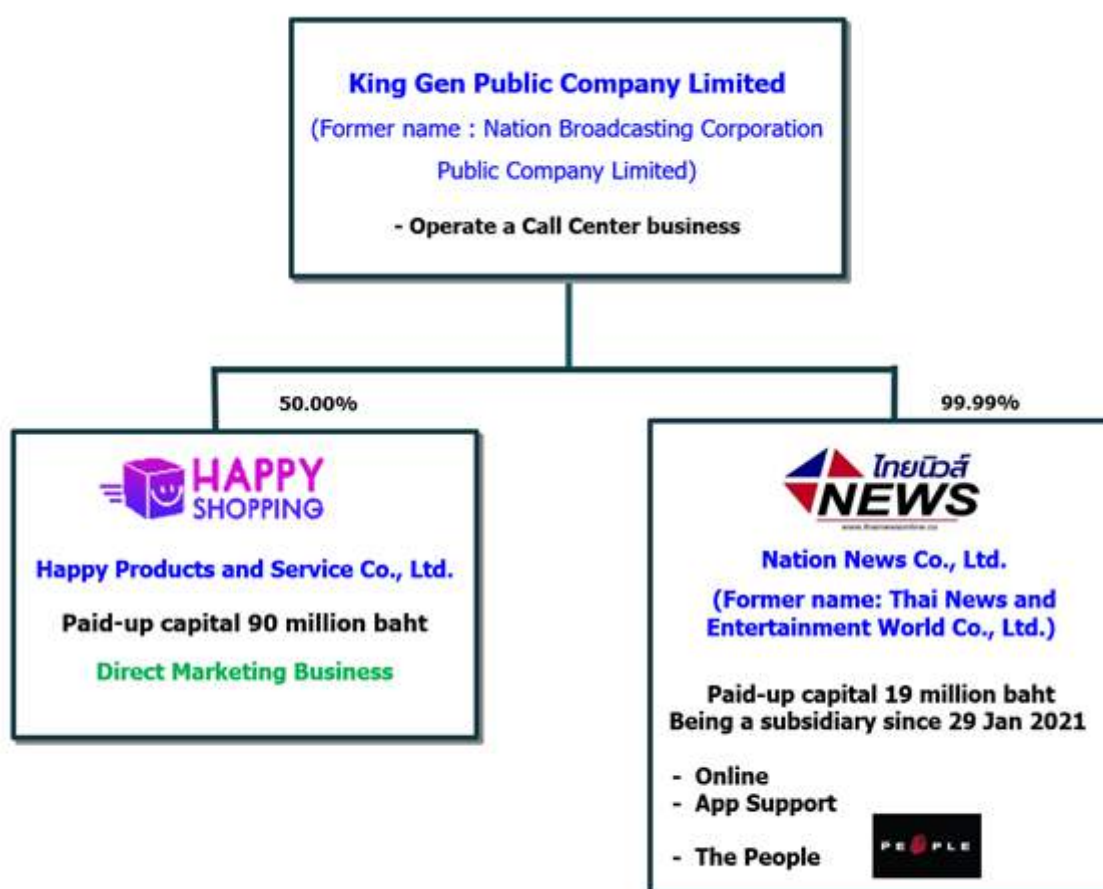 King Gen Public Company Limited
(Former name : Nation Broadcasting Corporation
Public Company Limited)
- Operate a Call Center business
50.00%
99.99%
HAPPY
SHOPPING
Happy Products and Service Co., Ltd.
Paid-up capital 90 million baht
Direct Marketing Business
ไทยนิวส์
NEWS
www.thainewsonline.co
Nation News Co., Ltd.
(Former name: Thai News and
Entertainment World Co., Ltd.)
Paid-up capital 19 million baht
Being a subsidiary since 29 Jan 2021
- Online
- App Support
- The People
PEOPLE